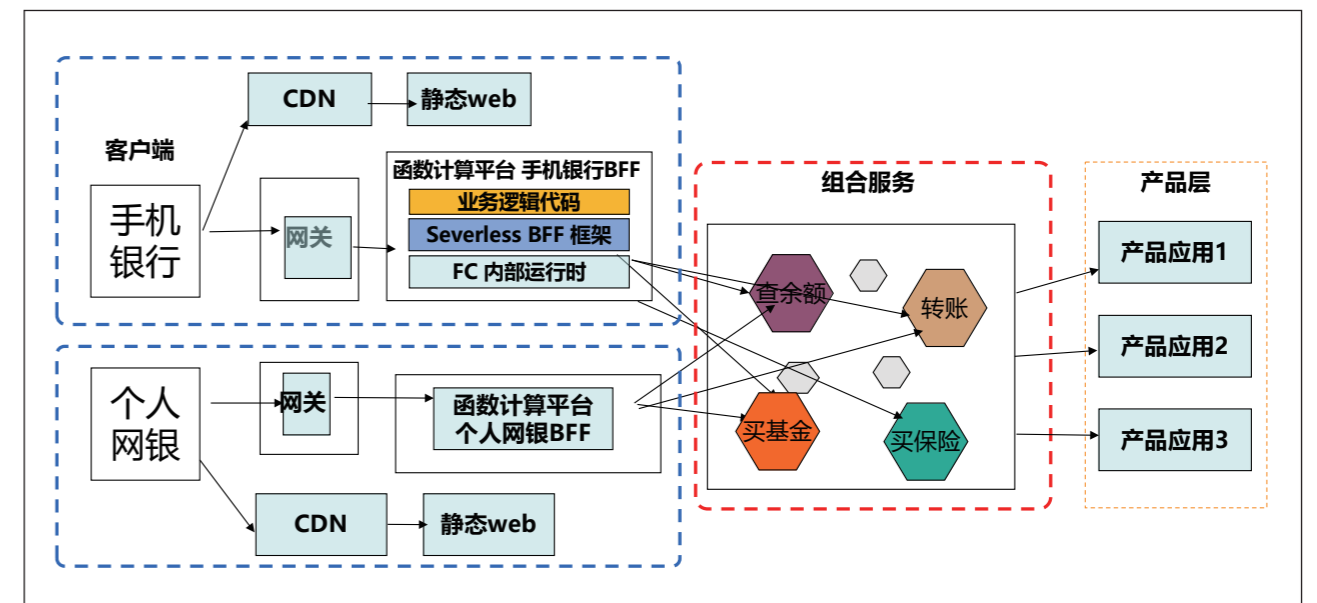 CDN
静态web
客户端
手机
银行
网关
函数计算平台 手机银行BFF
业务逻辑代码
Severless BFF 框架
FC 内部运行时
个人
网银
网关
函数计算平台
个人网银BFF
CDN
静态web
组合服务
查余额
转账
买基金
买保险
产品层
产品应用1
产品应用2
产品应用3